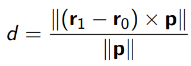 d = ‖(r₁ − r₀) × p‖ / ‖p‖